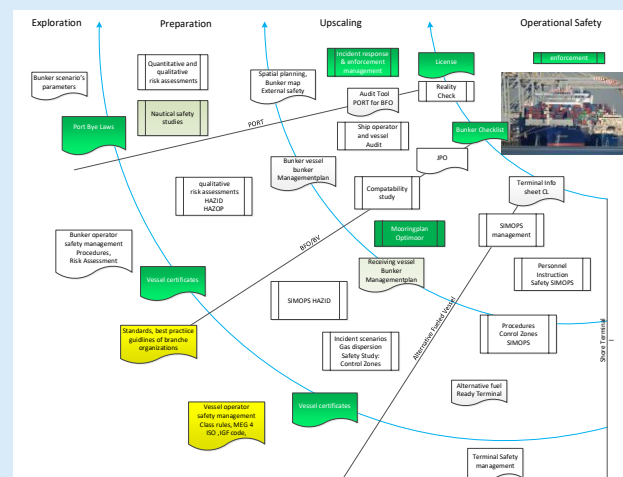 Exploration
Preparation
Upscaling
Operational Safety
Bunker scenario's
parameters
Quantitative and
qualitative
risk assessments
Nautical safety
studies
Port Bye Laws
Spatial planning,
Bunker map
External safety
Incident response
& enforcement
management
License
enforcement
Audit Tool
PORT for BFO
Reality
Check
PORT
Ship operator
and vessel
Audit
Bunker Checklist
JPO
Bunker vessel
bunker
Managementplan
qualitative
risk assessments
HAZID
HAZOP
Compatability
study
Terminal Info
sheet CL
Bunker operator
safety management
Procedures,
Risk Assessment
BFO/BV
Mooringplan
Optimoor
SIMOPS
management
Vessel certificates
Receiving vessel
Bunker
Managementplan
Personnel
Instruction
Safety SIMOPS
SIMOPS HAZID
Standards, best practice
guidlines of branche
organizations
Incident scenarios
Gas dispersion
Safety Study:
Control Zones
Alternative Fueled Vessel
Procedures
Conrol Zones
SIMOPS
Shore Terminal
Vessel operator
safety management
Class rules, MEG 4
ISO ,IGF code,
Vessel certificates
Alternative fuel
Ready Terminal
Terminal Safety
management